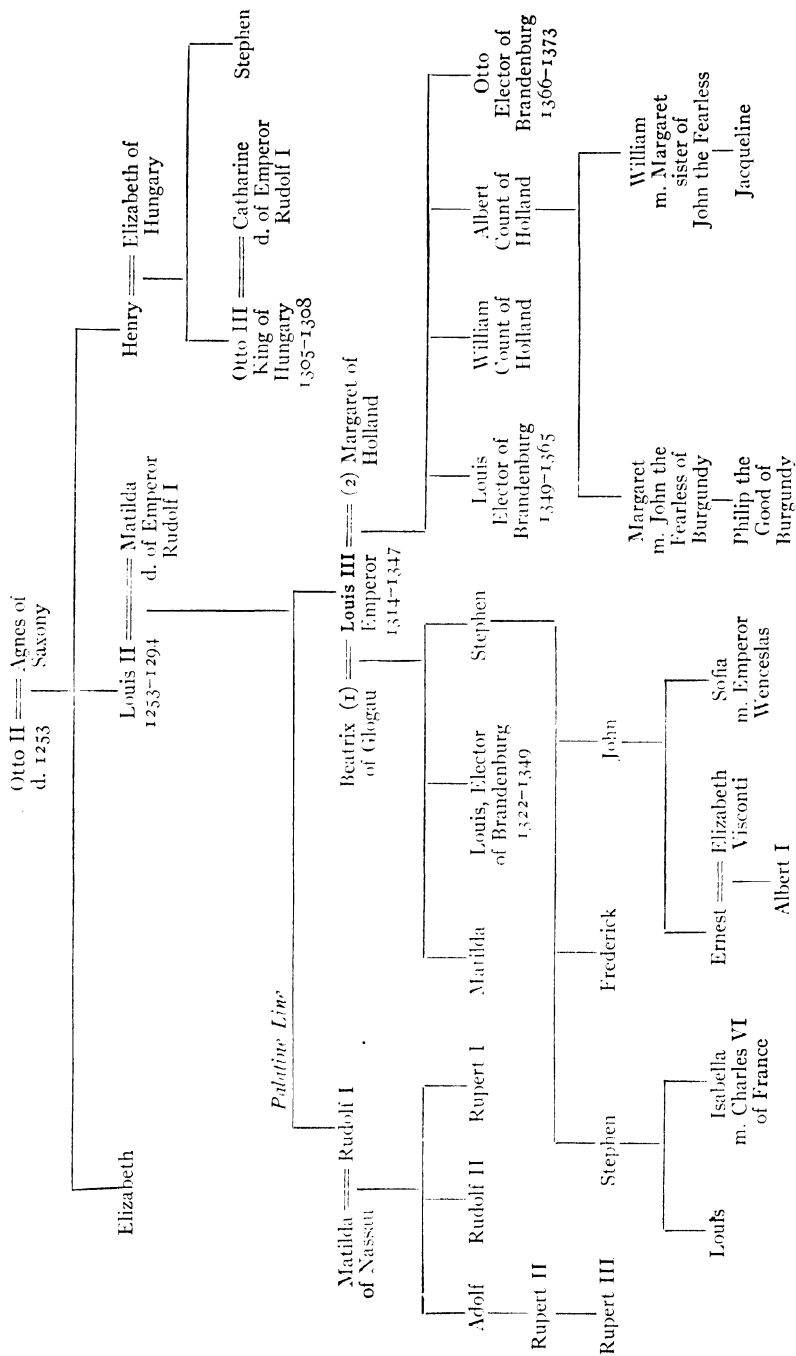 Otto II == Agnes of
d. 1253 Saxony
Elizabeth
Louis II == Matilda
1253-1294 d. of Emperor
Rudolf I
Henry == Elizabeth of
Hungary
Otto III == Catharine
King of d. of Emperor
Hungary Rudolf I
1305-1308
Stephen
Palatine Line
Matilda == Rudolf I
of Nassau
Beatrix (1) == Louis III == (2) Margaret of
of Glogau Emperor Holland
1314-1347
Adolf
Rudolf II
Rupert I
Matilda
Louis, Elector
of Brandenburg
1322-1349
Stephen
Louis
Elector of
Brandenburg
1349-1365
William
Count of
Holland
Albert
Count of
Holland
Otto
Elector of
Brandenburg
1366-1373
Rupert II
Rupert III
Stephen
Frederick
John
Margaret
m. John the
Fearless of
Burgundy
William
m. Margaret
sister of
John the Fearless
Louis
Isabella
m. Charles VI
of France
Ernest == Elizabeth
Visconti
Sofia
m. Emperor
Wenceslas
Philip the
Good of
Burgundy
Jacqueline
Albert I